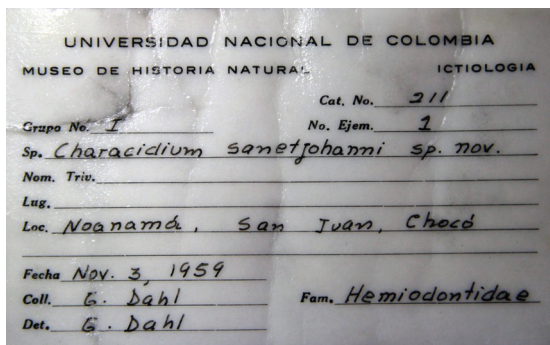 UNIVERSIDAD NACIONAL DE COLOMBIA
MUSEO DE HISTORIA NATURAL ICTIOLOGIA
Cat. No. 211
Grupo No. I No. Ejem. 1
Sp. Characidium sanctjohanni sp. nov.
Nom. Triv.
Lug.
Loc. Noanamá, San Juan, Chocó
Fecha Nov. 3, 1959
Coll. G. Dahl Fam. Hemiodontidae
Det. G. Dahl